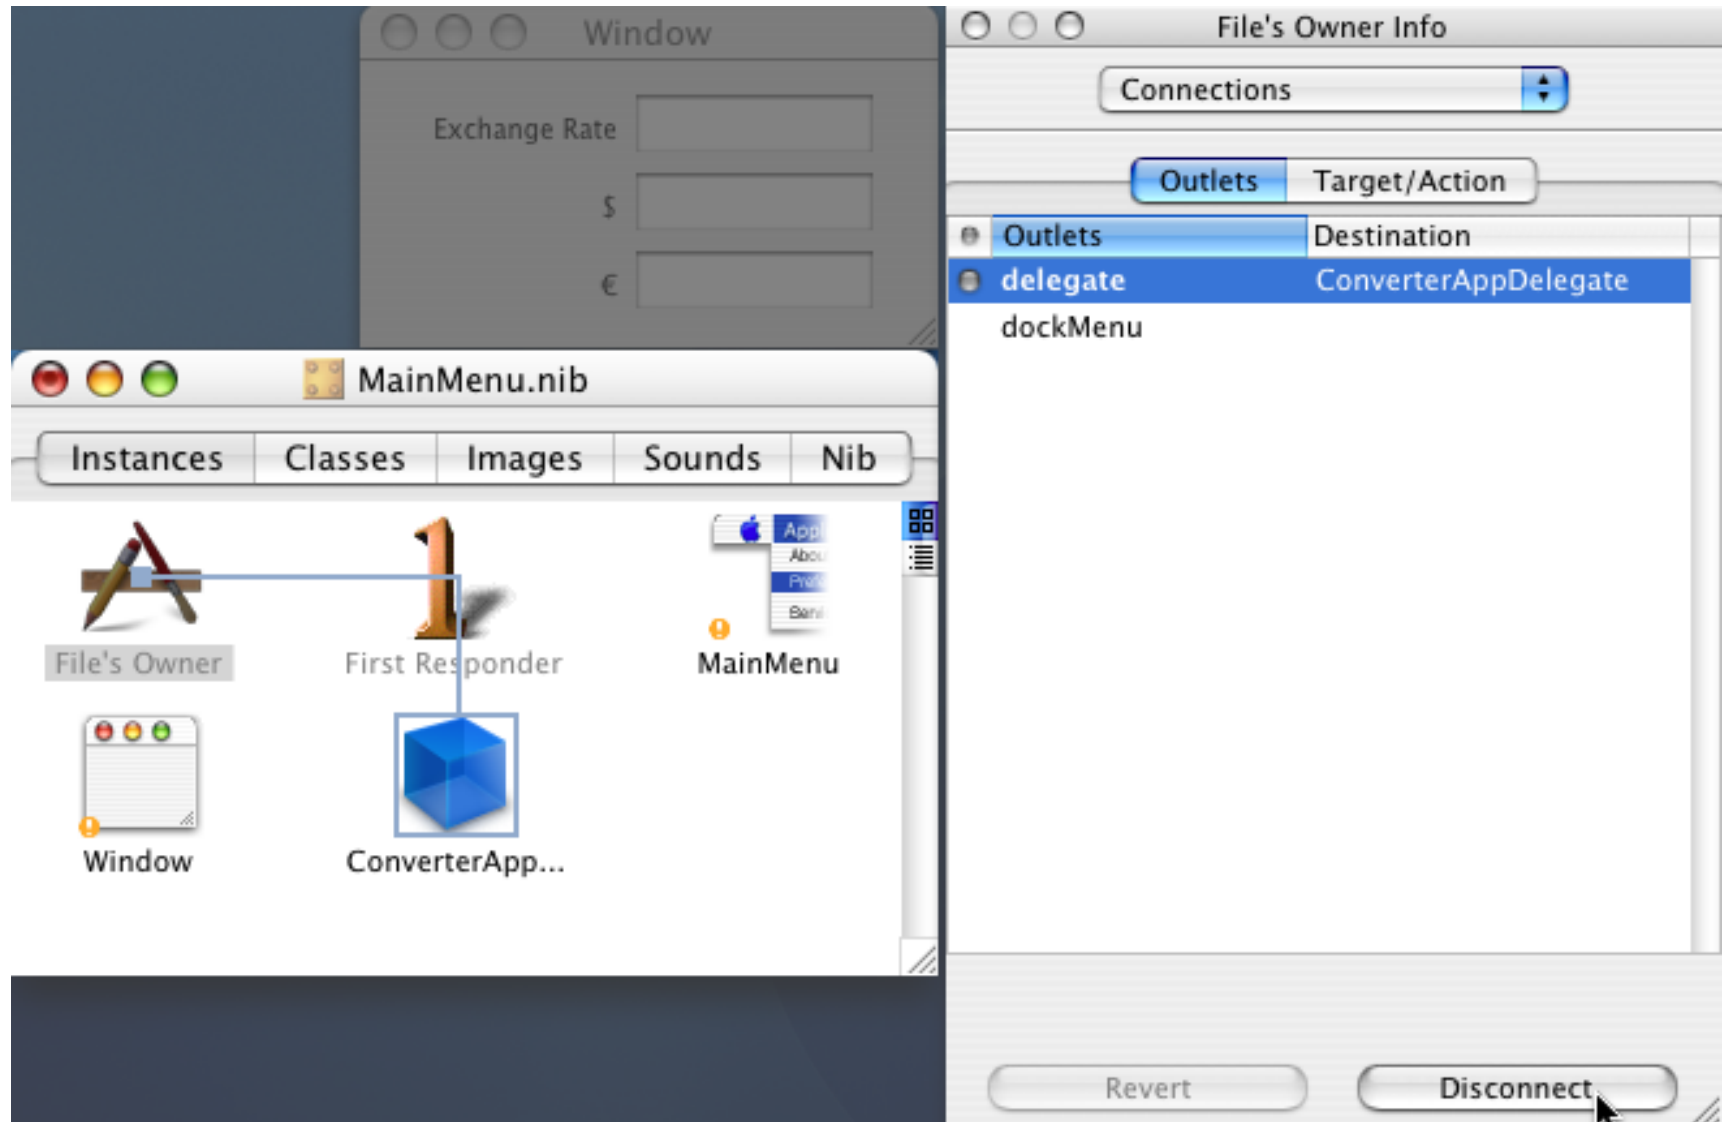 Window
Exchange Rate
$
€
MainMenu.nib
Instances Classes Images Sounds Nib
File's Owner
First Responder
MainMenu
Window
ConverterApp...
File's Owner Info
Connections
Outlets Target/Action
Outlets Destination
delegate ConverterAppDelegate
dockMenu
Revert Disconnect